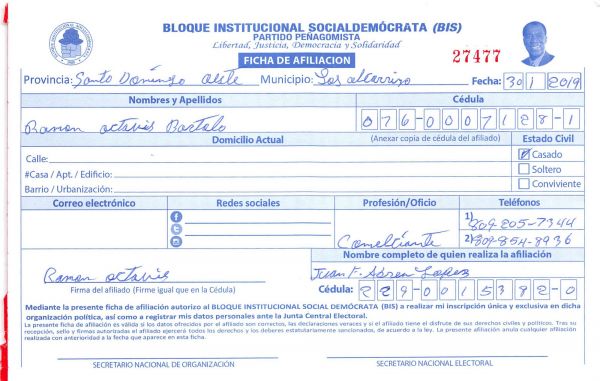 BLOQUE INSTITUCIONAL SOCIALDEMÓCRATA (BIS)
PARTIDO PEÑAGOMISTA
Libertad, Justicia, Democracia y Solidaridad
FICHA DE AFILIACION
27477
Provincia: Santo Domingo oeste Municipio: Los alcarrizo Fecha: 30 1 2019
Nombres y Apellidos Cédula
Ramon octavis Bartolo 076-0007128-1
Domicilio Actual (Anexar copia de cédula del afiliado) Estado Civil
Calle: Casado
#Casa / Apt. / Edificio: Soltero
Barrio / Urbanización: Conviviente
Correo electrónico Redes sociales Profesión/Oficio Teléfonos
1) 809-205-7344
Comelciante 2) 809-854-8936
Nombre completo de quien realiza la afiliación
Ramon octavis Juan F. Lopez
Firma del afiliado (Firme igual que en la Cédula) Cédula: 229-0015392-0
Mediante la presente ficha de afiliación autorizo al BLOQUE INSTITUCIONAL SOCIAL DEMÓCRATA (BIS) a realizar mi inscripción única y exclusiva en dicha
organización política, así como a registrar mis datos personales ante la Junta Central Electoral.
La presente ficha de afiliación es válida si los datos ofrecidos por el afiliado son correctos, las declaraciones veraces y si el afiliado tiene el disfrute de sus derechos civiles y políticos. Tras su
recepción, sello y firmas autorizadas el afiliado ejercerá todos los derechos y los deberes estatutariamente sancionados, de acuerdo a la ley. La presente afiliación anula cualquier afiliación
realizada con anterioridad a la fecha que aparece en esta ficha.
SECRETARIO NACIONAL DE ORGANIZACIÓN SECRETARIO NACIONAL ELECTORAL